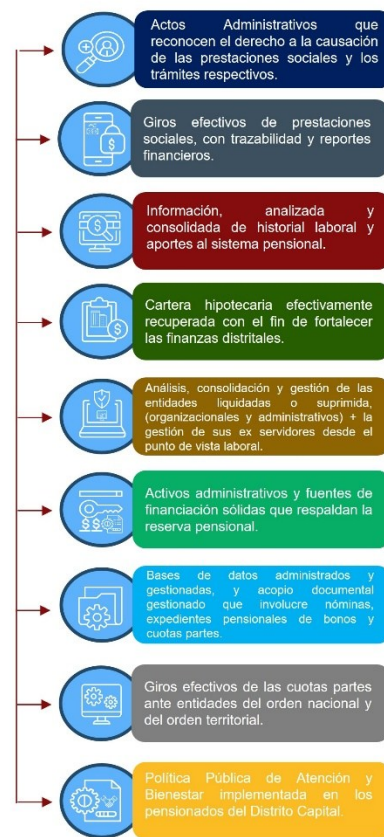 Actos Administrativos que
reconocen el derecho a la causación
de las prestaciones sociales y los
trámites respectivos.
Giros efectivos de prestaciones
sociales, con trazabilidad y reportes
financieros.
Información, analizada y
consolidada de historial laboral y
aportes al sistema pensional.
Cartera hipotecaria efectivamente
recuperada con el fin de fortalecer
las finanzas distritales.
Análisis, consolidación y gestión de las
entidades liquidadas o suprimida,
(organizacionales y administrativos) + la
gestión de sus ex servidores desde el
punto de vista laboral.
Activos administrativos y fuentes de
financiación sólidas que respaldan la
reserva pensional.
Bases de datos administrados y
gestionadas, y acopio documental
gestionado que involucre nóminas,
expedientes pensionales de bonos y
cuotas partes.
Giros efectivos de las cuotas partes
ante entidades del orden nacional y
del orden territorial.
Política Pública de Atención y
Bienestar implementada en los
pensionados del Distrito Capital.